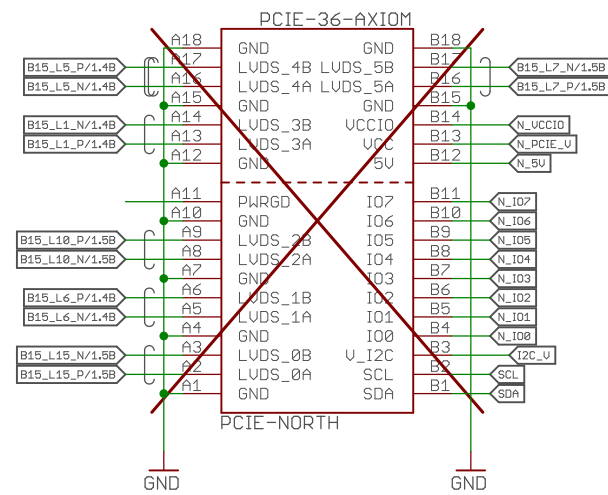 PCIE-36-AXIOM
A18 GND GND B18
B15_L5_P/1.4B A17 LVDS_4B LVDS_5B B17 B15_L7_N/1.5B
B15_L5_N/1.4B A16 LVDS_4A LVDS_5A B16 B15_L7_P/1.5B
A15 GND GND B15
B15_L1_N/1.4B A14 LVDS_3B VCCIO B14 N_VCCIO
B15_L1_P/1.4B A13 LVDS_3A VCC B13 N_PCIE_V
A12 GND 5V B12 N_5V
A11 PWRGD IO7 B11 N_IO7
A10 GND IO6 B10 N_IO6
B15_L10_P/1.5B A9 LVDS_2B IO5 B9 N_IO5
B15_L10_N/1.5B A8 LVDS_2A IO4 B8 N_IO4
A7 GND IO3 B7 N_IO3
B15_L6_P/1.4B A6 LVDS_1B IO2 B6 N_IO2
B15_L6_N/1.4B A5 LVDS_1A IO1 B5 N_IO1
A4 GND IO0 B4 N_IO0
B15_L15_N/1.5B A3 LVDS_0B V_I2C B3 I2C_V
B15_L15_P/1.5B A2 LVDS_0A SCL B2 SCL
A1 GND SDA B1 SDA
PCIE-NORTH
GND GND